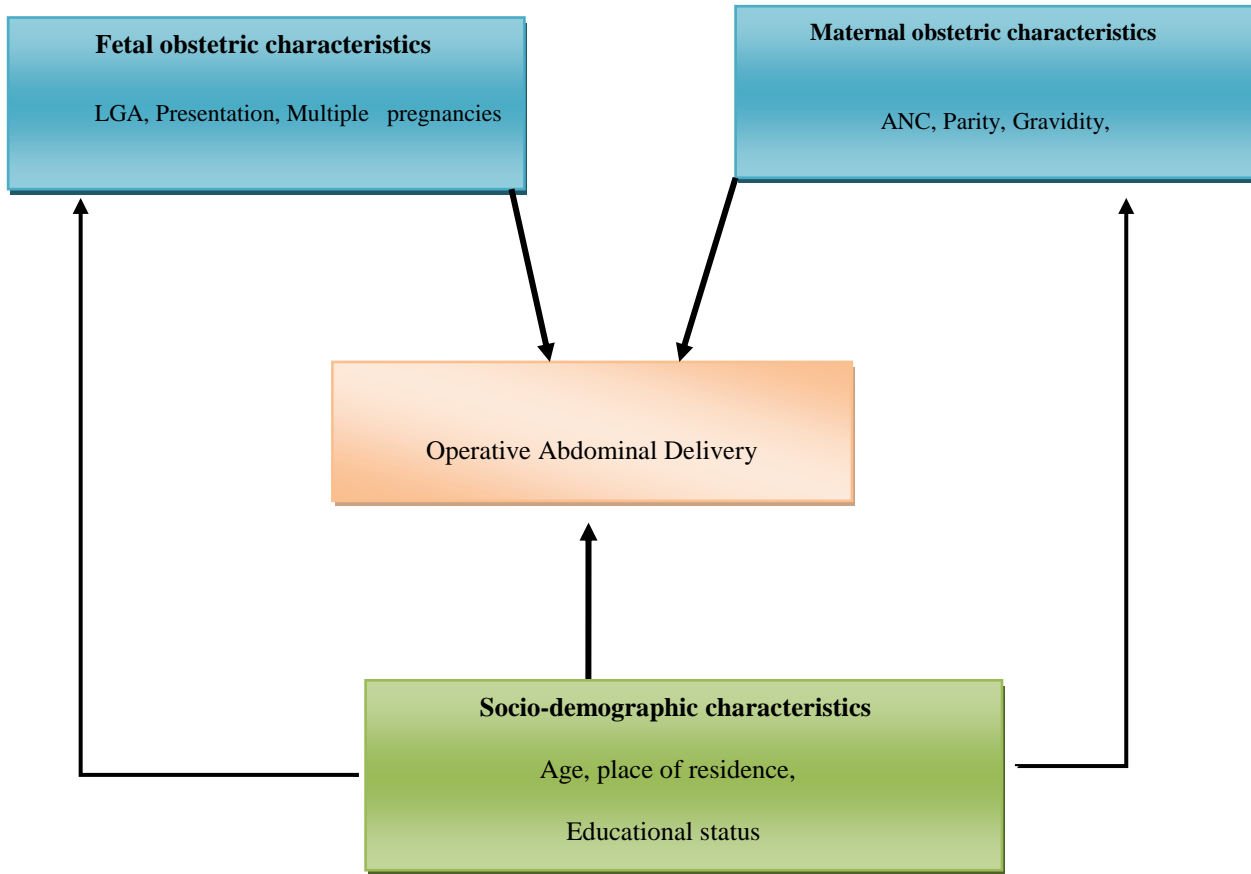 Fetal obstetric characteristics
LGA, Presentation, Multiple pregnancies
Maternal obstetric characteristics
ANC, Parity, Gravidity,
Operative Abdominal Delivery
Socio-demographic characteristics
Age, place of residence,
Educational status